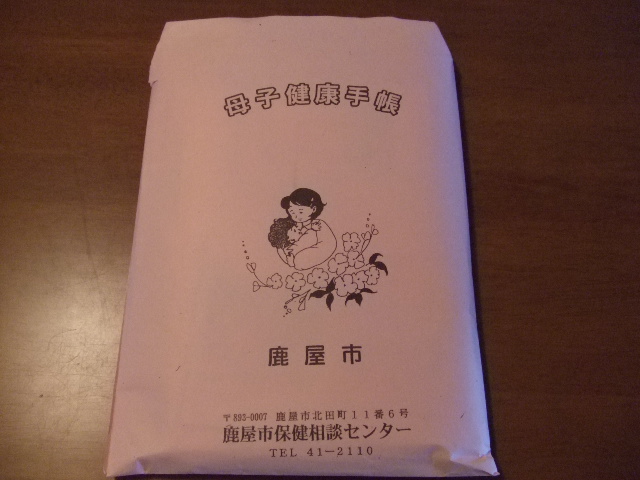 母子健康手帳
鹿屋市
〒893-0007 鹿屋市北田町11番6号
鹿屋市保健相談センター
TEL 41-2110